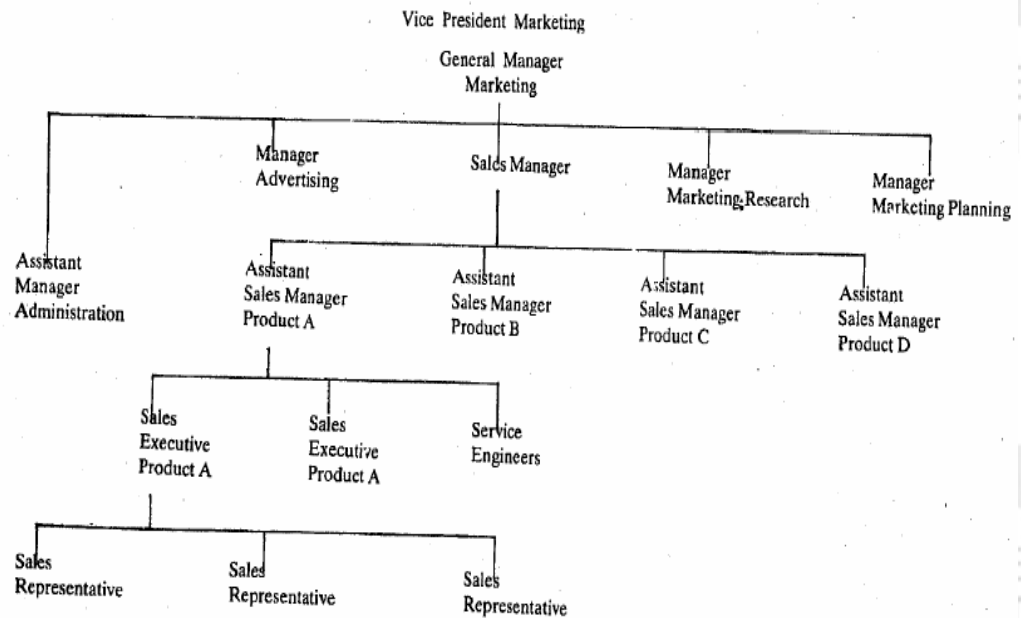 Vice President Marketing
General Manager
Marketing
Manager
Advertising
Sales Manager
Manager
Marketing Research
Manager
Marketing Planning
Assistant
Manager
Administration
Assistant
Sales Manager
Product A
Assistant
Sales Manager
Product B
Assistant
Sales Manager
Product C
Assistant
Sales Manager
Product D
Sales
Executive
Product A
Sales
Executive
Product A
Service
Engineers
Sales
Representative
Sales
Representative
Sales
Representative